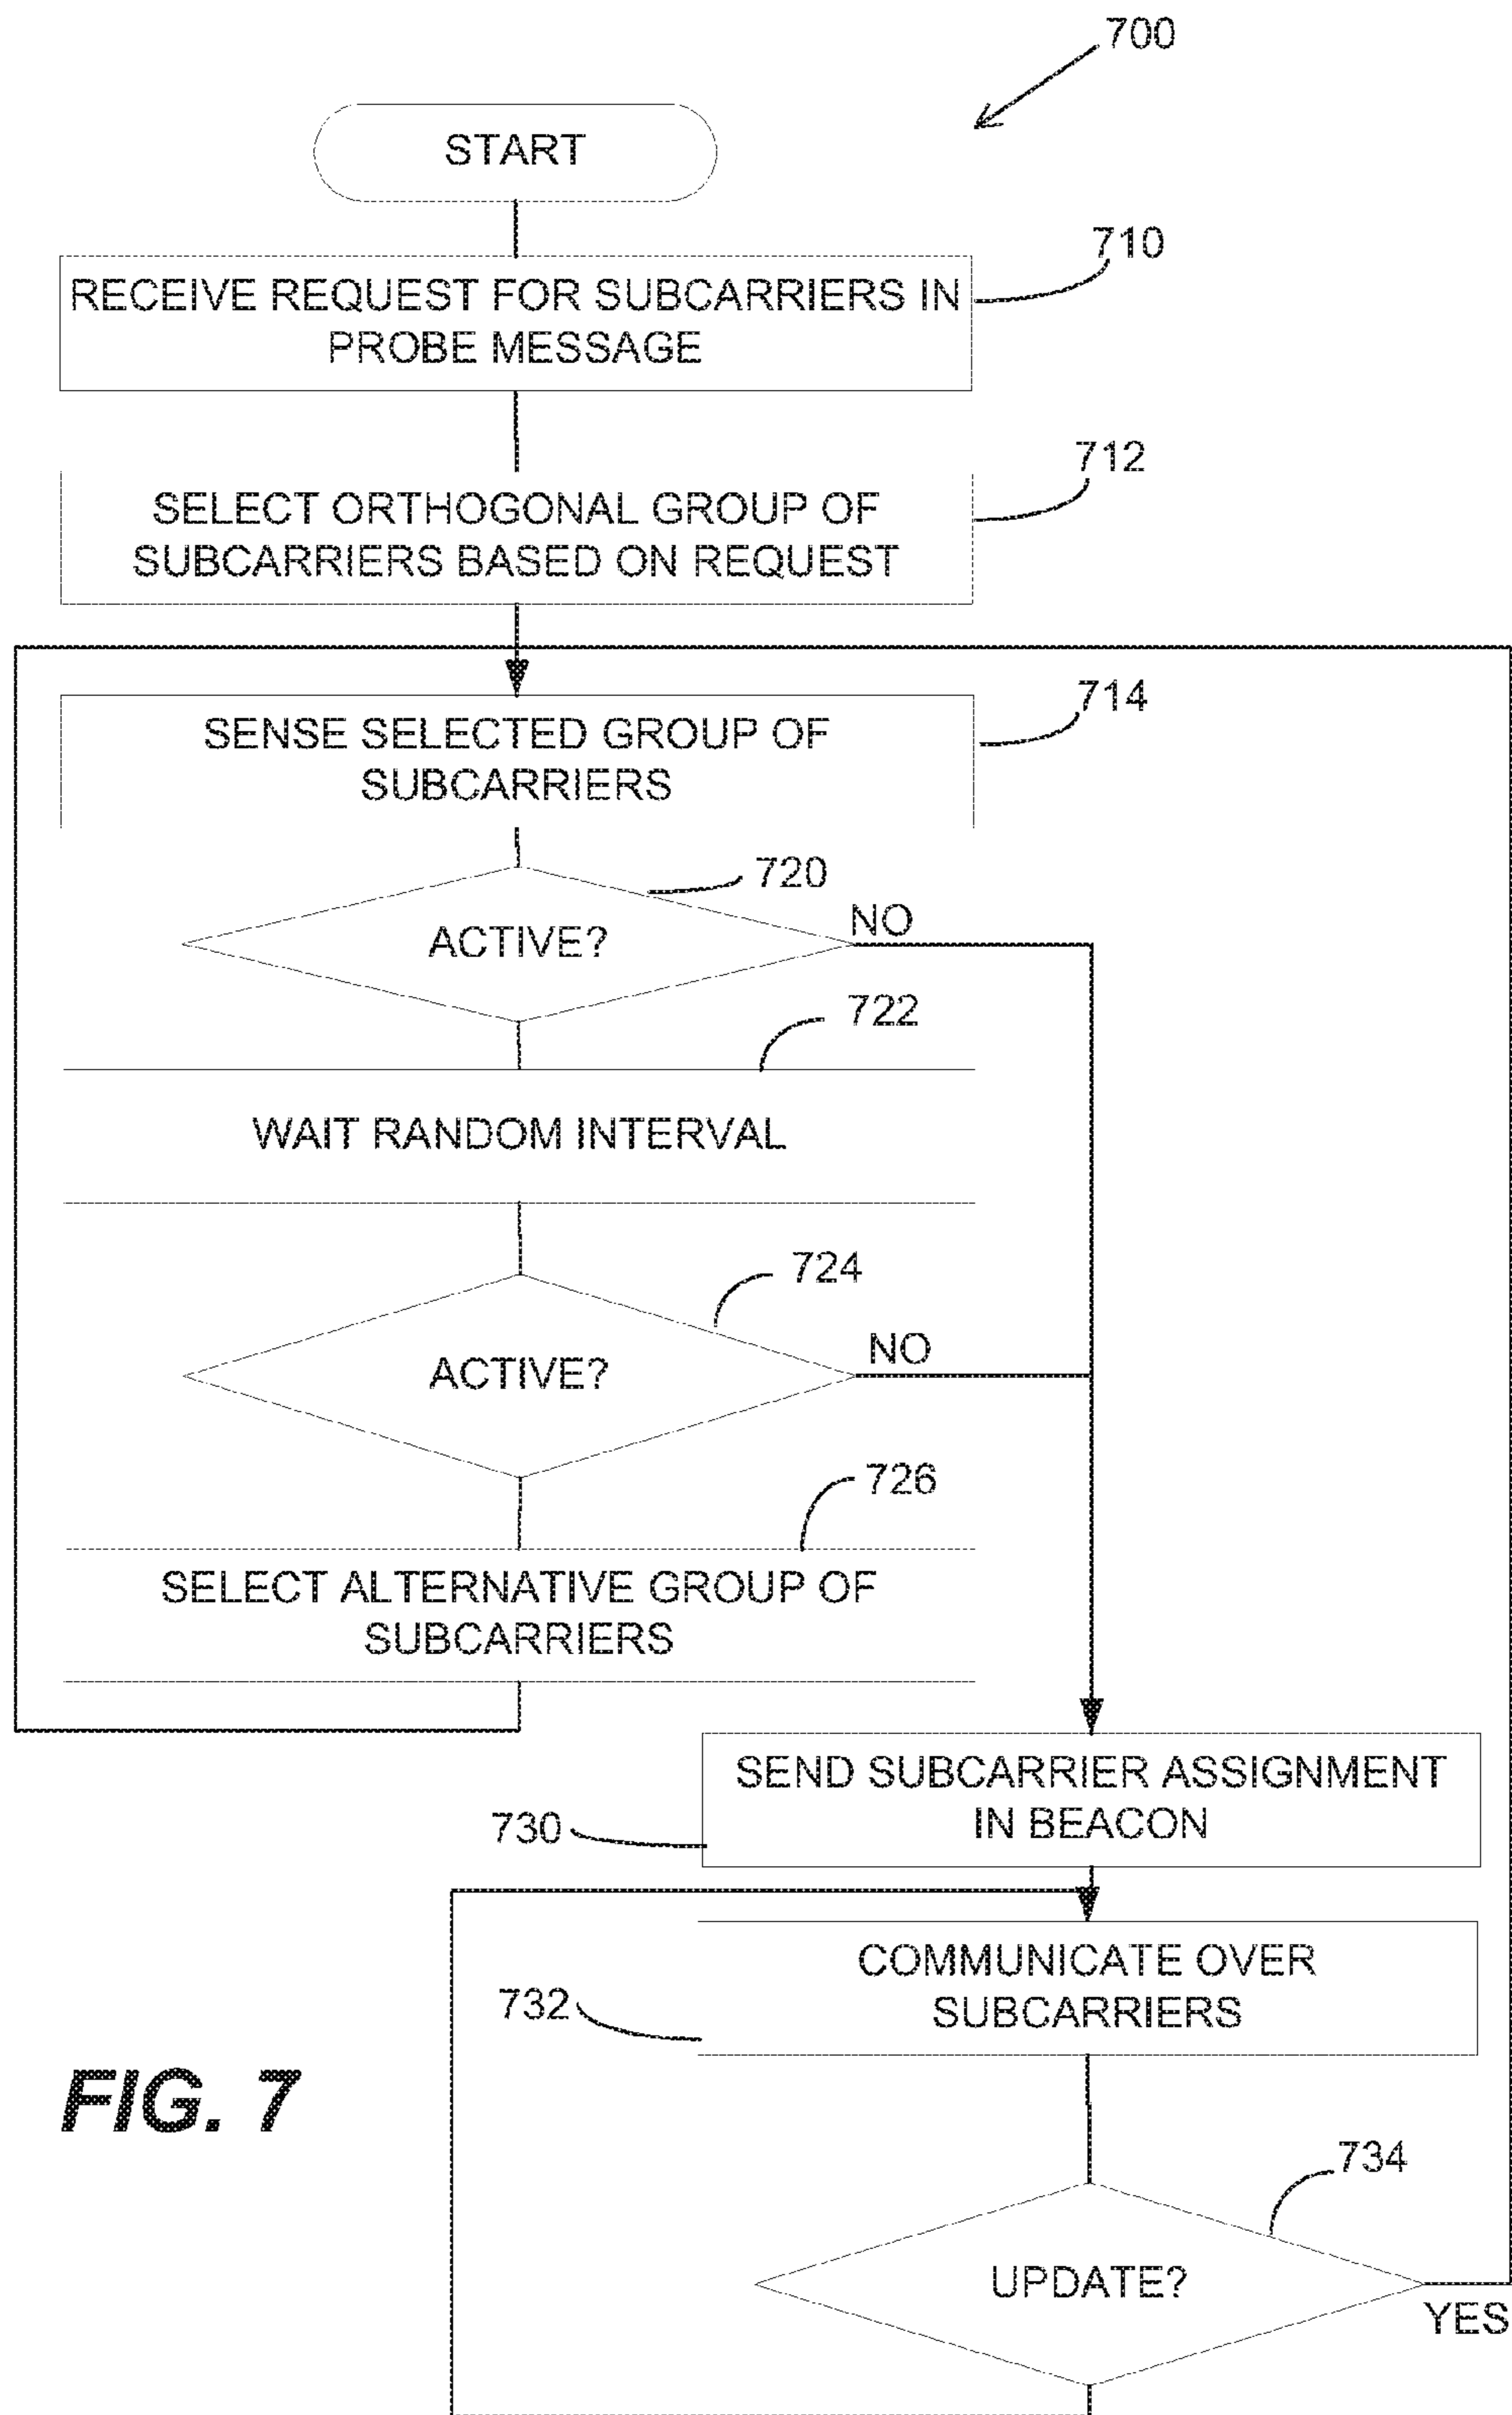 700
START
710
RECEIVE REQUEST FOR SUBCARRIERS IN
PROBE MESSAGE
712
SELECT ORTHOGONAL GROUP OF
SUBCARRIERS BASED ON REQUEST
714
SENSE SELECTED GROUP OF
SUBCARRIERS
720
ACTIVE?
NO
722
WAIT RANDOM INTERVAL
724
ACTIVE?
NO
726
SELECT ALTERNATIVE GROUP OF
SUBCARRIERS
SEND SUBCARRIER ASSIGNMENT
IN BEACON
730
COMMUNICATE OVER
SUBCARRIERS
732
FIG. 7
734
UPDATE?
YES